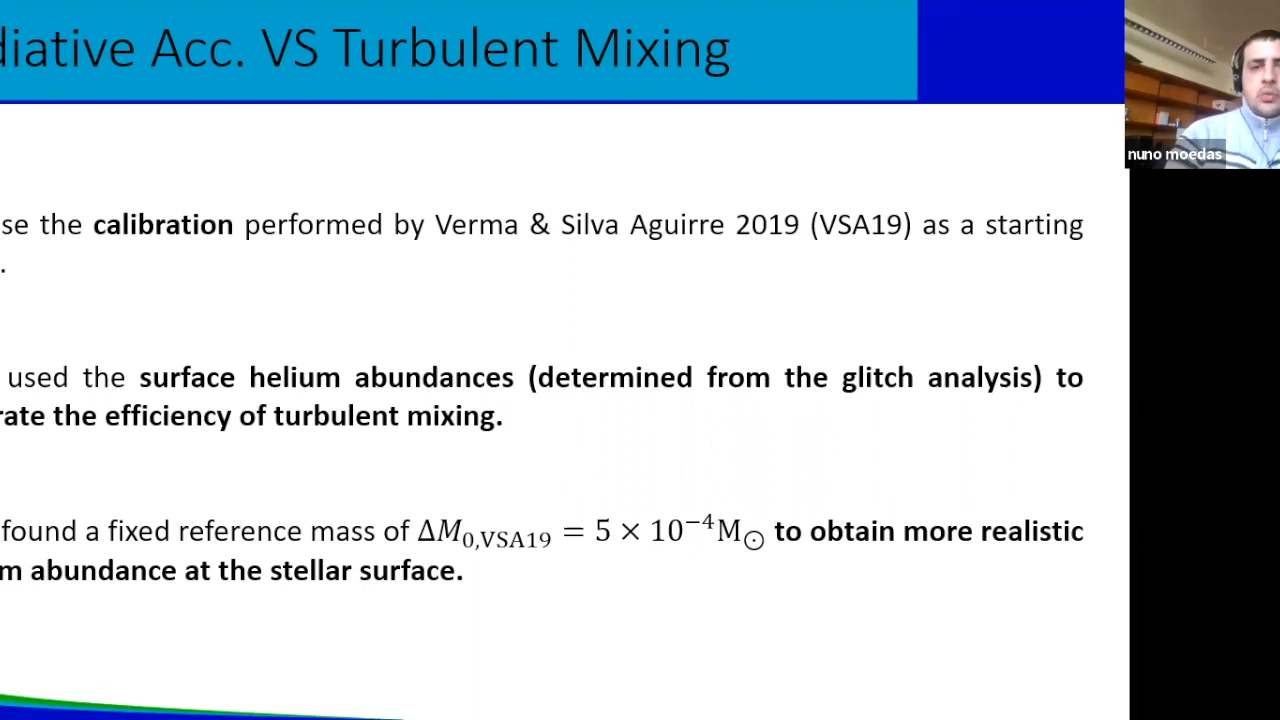 diative Acc. VS Turbulent Mixing
nuno moedas
se the calibration performed by Verma & Silva Aguirre 2019 (VSA19) as a starting
.
used the surface helium abundances (determined from the glitch analysis) to
rate the efficiency of turbulent mixing.
found a fixed reference mass of ΔM₀,VSA19 = 5 × 10⁻⁴M⊙ to obtain more realistic
m abundance at the stellar surface.